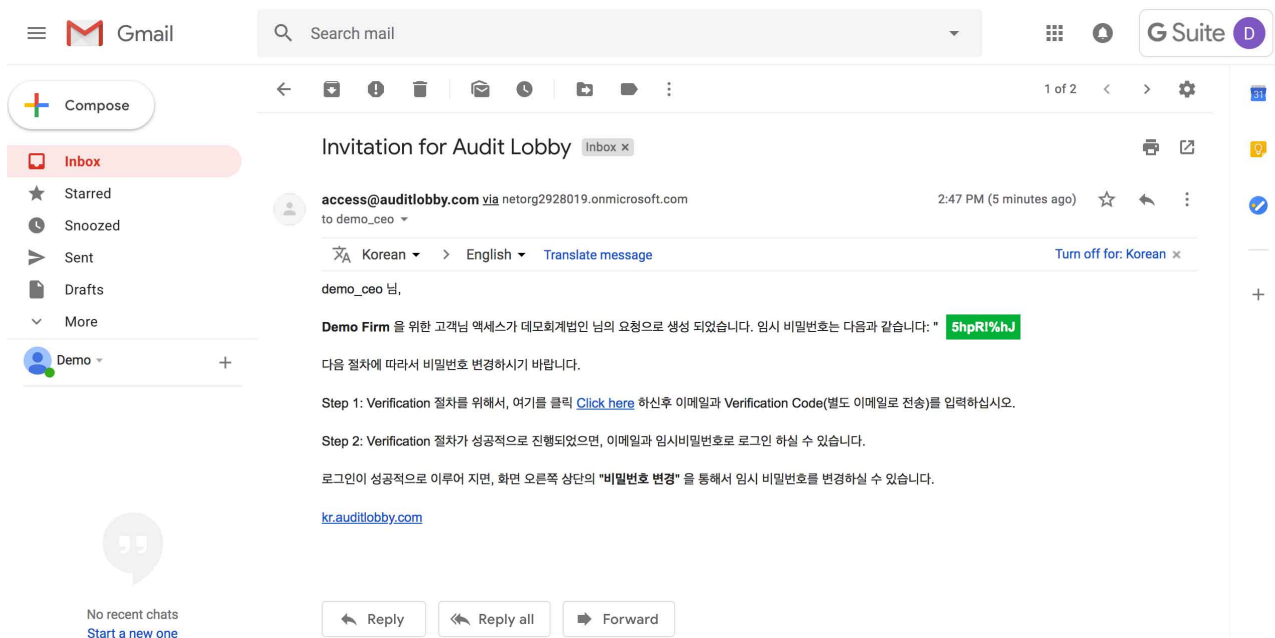 Gmail
Search mail
G Suite
D
Compose
1 of 2
31
Inbox
Starred
Snoozed
Sent
Drafts
More
Demo
No recent chats
Start a new one
Invitation for Audit Lobby Inbox ×
access@auditlobby.com via netorg2928019.onmicrosoft.com 2:47 PM (5 minutes ago)
to demo_ceo
Korean > English Translate message Turn off for: Korean ×
demo_ceo 님,
Demo Firm 을 위한 고객님 액세스가 데모회계법인 님의 요청으로 생성 되었습니다. 임시 비밀번호는 다음과 같습니다: " 5hpR!%hJ
다음 절차에 따라서 비밀번호 변경하시기 바랍니다.
Step 1: Verification 절차를 위해서, 여기를 클릭 Click here 하신후 이메일과 Verification Code(별도 이메일로 전송)를 입력하십시오.
Step 2: Verification 절차가 성공적으로 진행되었으면, 이메일과 임시비밀번호로 로그인 하실 수 있습니다.
로그인이 성공적으로 이루어 지면, 화면 오른쪽 상단의 "비밀번호 변경" 을 통해서 임시 비밀번호를 변경하실 수 있습니다.
kr.auditlobby.com
Reply
Reply all
Forward